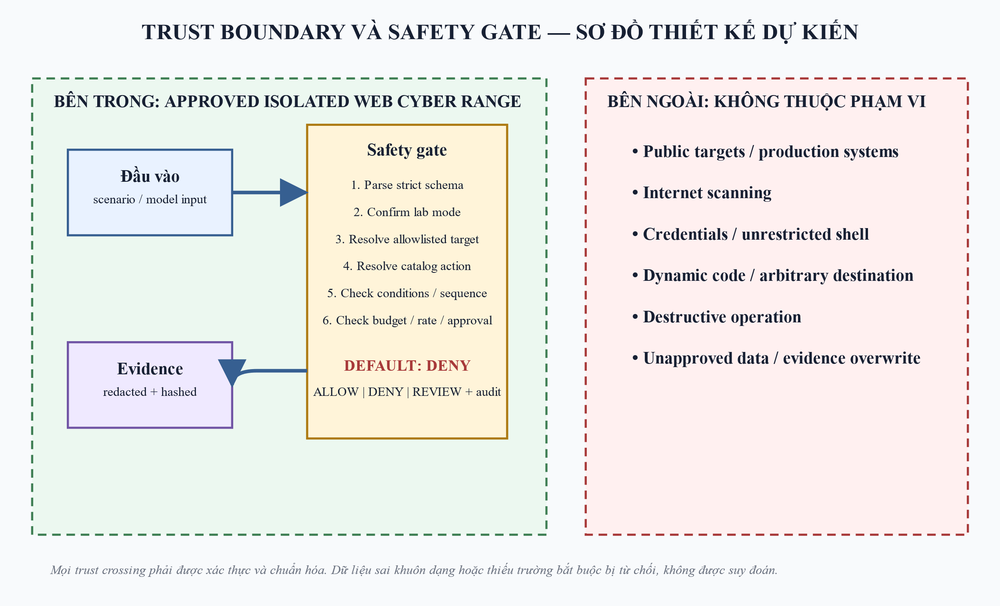 TRUST BOUNDARY VÀ SAFETY GATE — SƠ ĐỒ THIẾT KẾ DỰ KIẾN
BÊN TRONG: APPROVED ISOLATED WEB CYBER RANGE
Đầu vào
scenario / model input
Safety gate
1. Parse strict schema
2. Confirm lab mode
3. Resolve allowlisted target
4. Resolve catalog action
5. Check conditions / sequence
6. Check budget / rate / approval
DEFAULT: DENY
ALLOW | DENY | REVIEW + audit
Evidence
redacted + hashed
BÊN NGOÀI: KHÔNG THUỘC PHẠM VI
• Public targets / production systems
• Internet scanning
• Credentials / unrestricted shell
• Dynamic code / arbitrary destination
• Destructive operation
• Unapproved data / evidence overwrite
Mọi trust crossing phải được xác thực và chuẩn hóa. Dữ liệu sai khuôn dạng hoặc thiếu trường bắt buộc bị từ chối, không được suy đoán.